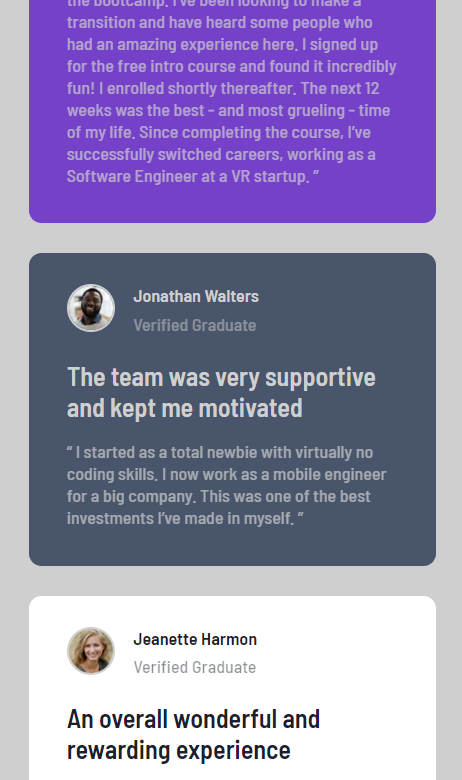 the bootcamp. I've been looking to make a
transition and have heard some people who
had an amazing experience here. I signed up
for the free intro course and found it incredibly
fun! I enrolled shortly thereafter. The next 12
weeks was the best - and most grueling - time
of my life. Since completing the course, I've
successfully switched careers, working as a
Software Engineer at a VR startup. ”
Jonathan Walters
Verified Graduate
The team was very supportive
and kept me motivated
“ I started as a total newbie with virtually no
coding skills. I now work as a mobile engineer
for a big company. This was one of the best
investments I've made in myself. ”
Jeanette Harmon
Verified Graduate
An overall wonderful and
rewarding experience